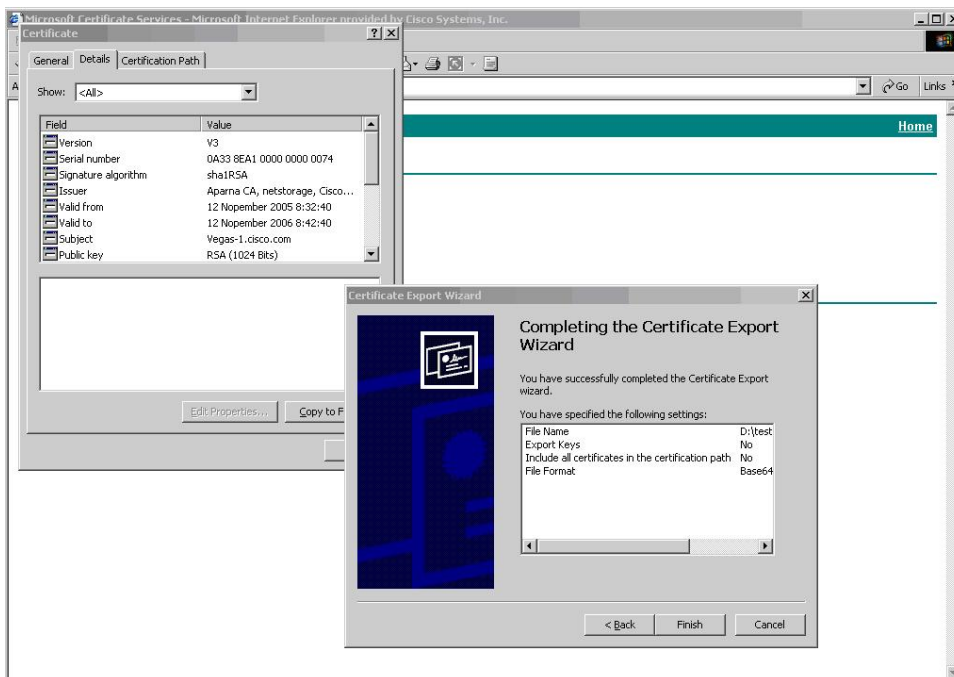 Microsoft Certificate Services - Microsoft Internet Explorer provided by Cisco Systems, Inc.
Certificate
General Details Certification Path
Show: <All>
Field Value
Version V3
Serial number 0A33 8EA1 0000 0000 0074
Signature algorithm sha1RSA
Issuer Aparna CA, netstorage, Cisco...
Valid from 12 Nopember 2005 8:32:40
Valid to 12 Nopember 2006 8:42:40
Subject Vegas-1.cisco.com
Public key RSA (1024 Bits)
Edit Properties... Copy to F
Go Links
Home
Certificate Export Wizard
Completing the Certificate Export
Wizard
You have successfully completed the Certificate Export
wizard.
You have specified the following settings:
File Name D:\test
Export Keys No
Include all certificates in the certification path No
File Format Base64
< Back Finish Cancel